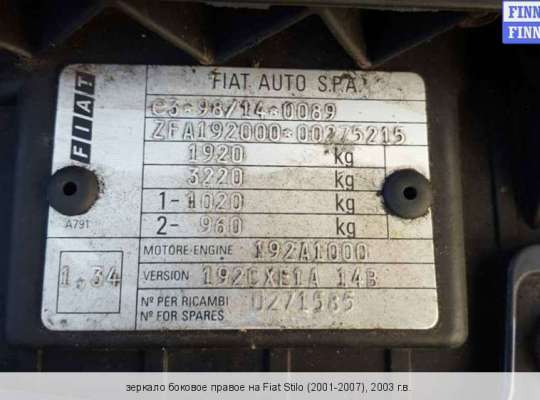 FINN
FINN
FIAT
FIAT AUTO S.P.A.
e3*98/14*0089
ZFA192000*00275215
1920 kg
3220 kg
1- 1020 kg
2- 960 kg
A791
MOTORE-ENGINE 192A1000
1,34
VERSION 192CXE1A 14B
Nº PER RICAMBI
Nº FOR SPARES 0271585
зеркало боковое правое на Fiat Stilo (2001-2007), 2003 г.в.